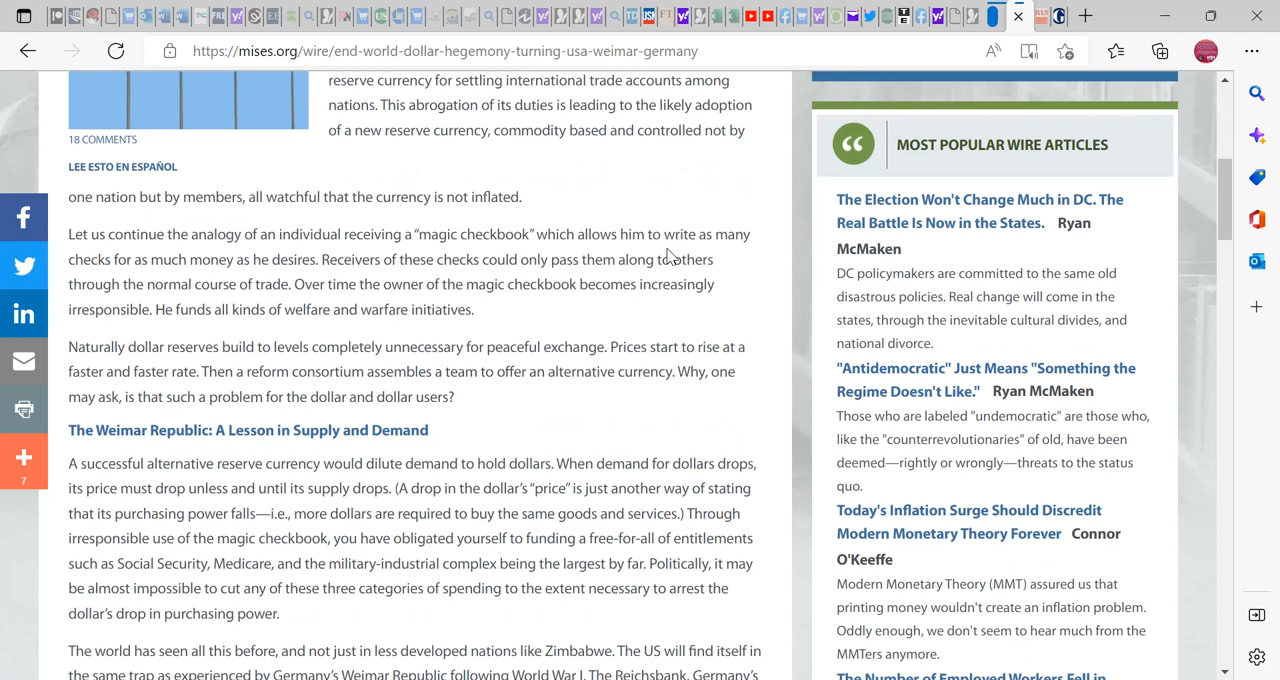 https://mises.org/wire/end-world-dollar-hegemony-turning-usa-weimar-germany
reserve currency for settling international trade accounts among
nations. This abrogation of its duties is leading to the likely adoption
of a new reserve currency, commodity based and controlled not by
18 COMMENTS
LEE ESTO EN ESPAÑOL
one nation but by members, all watchful that the currency is not inflated.
Let us continue the analogy of an individual receiving a “magic checkbook” which allows him to write as many
checks for as much money as he desires. Receivers of these checks could only pass them along to others
through the normal course of trade. Over time the owner of the magic checkbook becomes increasingly
irresponsible. He funds all kinds of welfare and warfare initiatives.
Naturally dollar reserves build to levels completely unnecessary for peaceful exchange. Prices start to rise at a
faster and faster rate. Then a reform consortium assembles a team to offer an alternative currency. Why, one
may ask, is that such a problem for the dollar and dollar users?
The Weimar Republic: A Lesson in Supply and Demand
A successful alternative reserve currency would dilute demand to hold dollars. When demand for dollars drops,
its price must drop unless and until its supply drops. (A drop in the dollar’s “price” is just another way of stating
that its purchasing power falls—i.e., more dollars are required to buy the same goods and services.) Through
irresponsible use of the magic checkbook, you have obligated yourself to funding a free-for-all of entitlements
such as Social Security, Medicare, and the military-industrial complex being the largest by far. Politically, it may
be almost impossible to cut any of these three categories of spending to the extent necessary to arrest the
dollar’s drop in purchasing power.
The world has seen all this before, and not just in less developed nations like Zimbabwe. The US will find itself in
the same trap as experienced by Germany’s Weimar Republic following World War I. The Reichsbank, Germany’s
7
MOST POPULAR WIRE ARTICLES
The Election Won't Change Much in DC. The
Real Battle Is Now in the States. Ryan
McMaken
DC policymakers are committed to the same old
disastrous policies. Real change will come in the
states, through the inevitable cultural divides, and
national divorce.
"Antidemocratic" Just Means "Something the
Regime Doesn't Like." Ryan McMaken
Those who are labeled "undemocratic" are those who,
like the "counterrevolutionaries" of old, have been
deemed—rightly or wrongly—threats to the status
quo.
Today's Inflation Surge Should Discredit
Modern Monetary Theory Forever Connor
O'Keeffe
Modern Monetary Theory (MMT) assured us that
printing money wouldn't create an inflation problem.
Oddly enough, we don't seem to hear much from the
MMTers anymore.
The Number of Employed Workers Fell in